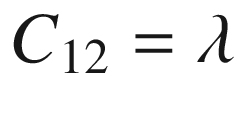 C₁₂ = λ